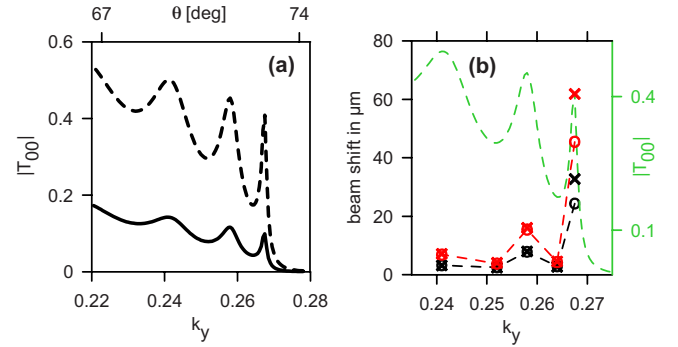 67 θ [deg] 74
0.6
0.4
0.2
0
|T00|
(a)
0.22 0.24 0.26 0.28
ky
80
60
40
20
0
beam shift in μm
(b)
0.4
0.1
|T00|
0.24 0.25 0.26 0.27
ky